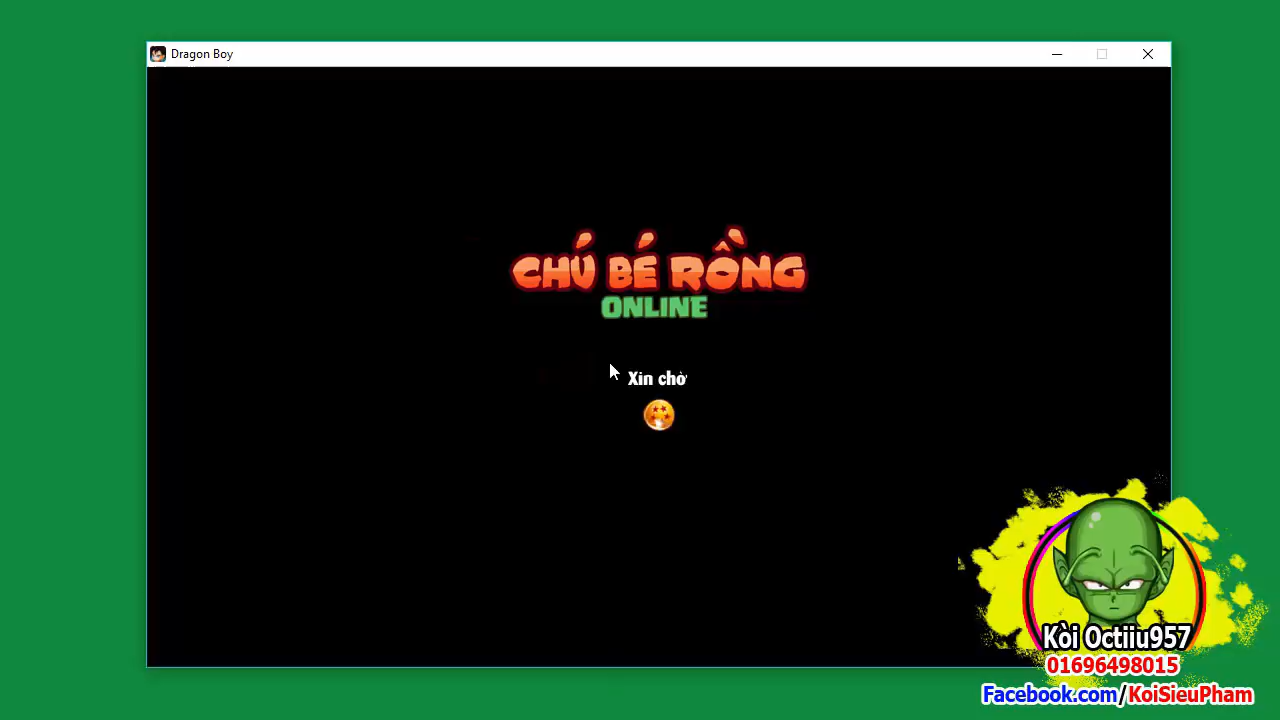 Dragon Boy
CHÚ BÉ RỒNG
ONLINE
Xin chờ
Kòi Octiiu957
01696498015
Facebook.com/KoiSieuPham